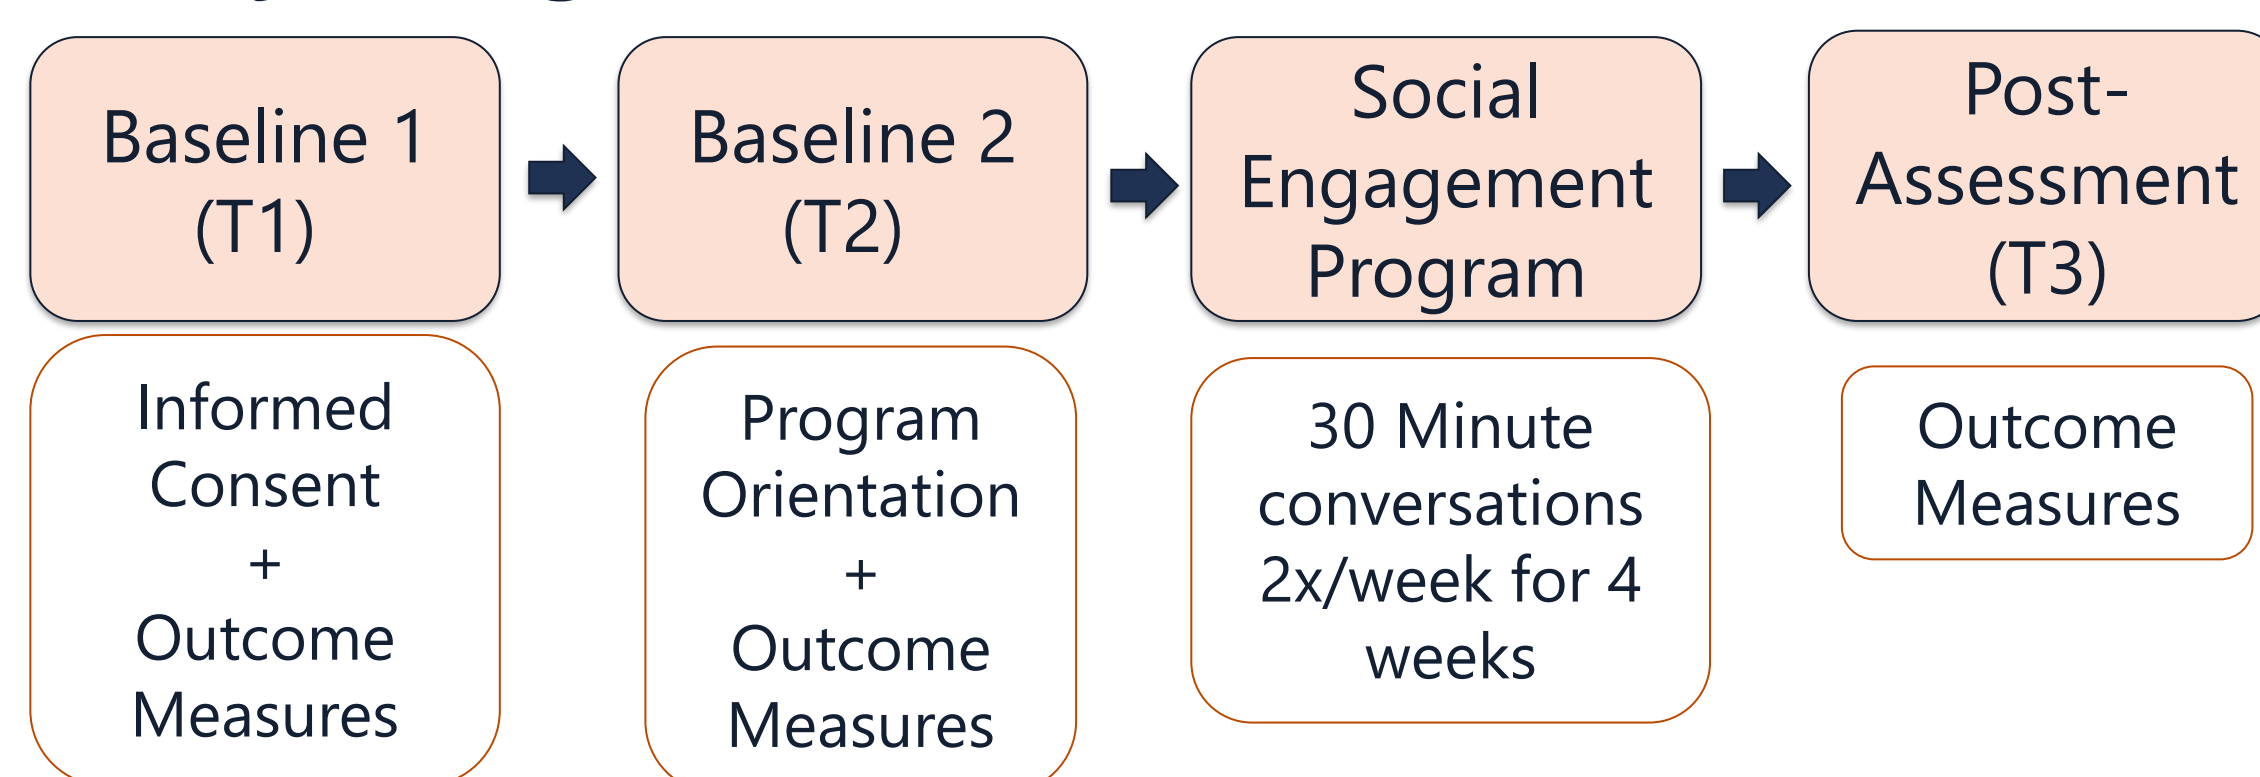 Baseline 1
(T1)
Baseline 2
(T2)
Social
Engagement
Program
Post-
Assessment
(T3)
Informed
Consent
+
Outcome
Measures
Program
Orientation
+
Outcome
Measures
30 Minute
conversations
2x/week for 4
weeks
Outcome
Measures